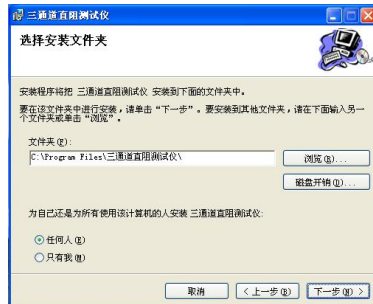 三通道直阻测试仪
选择安装文件夹
安装程序将把 三通道直阻测试仪 安装到下面的文件夹中。
要在该文件夹中进行安装，请单击“下一步”。要安装到其他文件夹，请在下面输入另一
个文件夹或单击“浏览”。
文件夹(F):
C:\Program Files\三通道直阻测试仪\
浏览(R)...
磁盘开销(D)...
为自己还是为所有使用该计算机的人安装 三通道直阻测试仪:
任何人(E)
只有我(M)
取消
< 上一步(B)
下一步(N) >